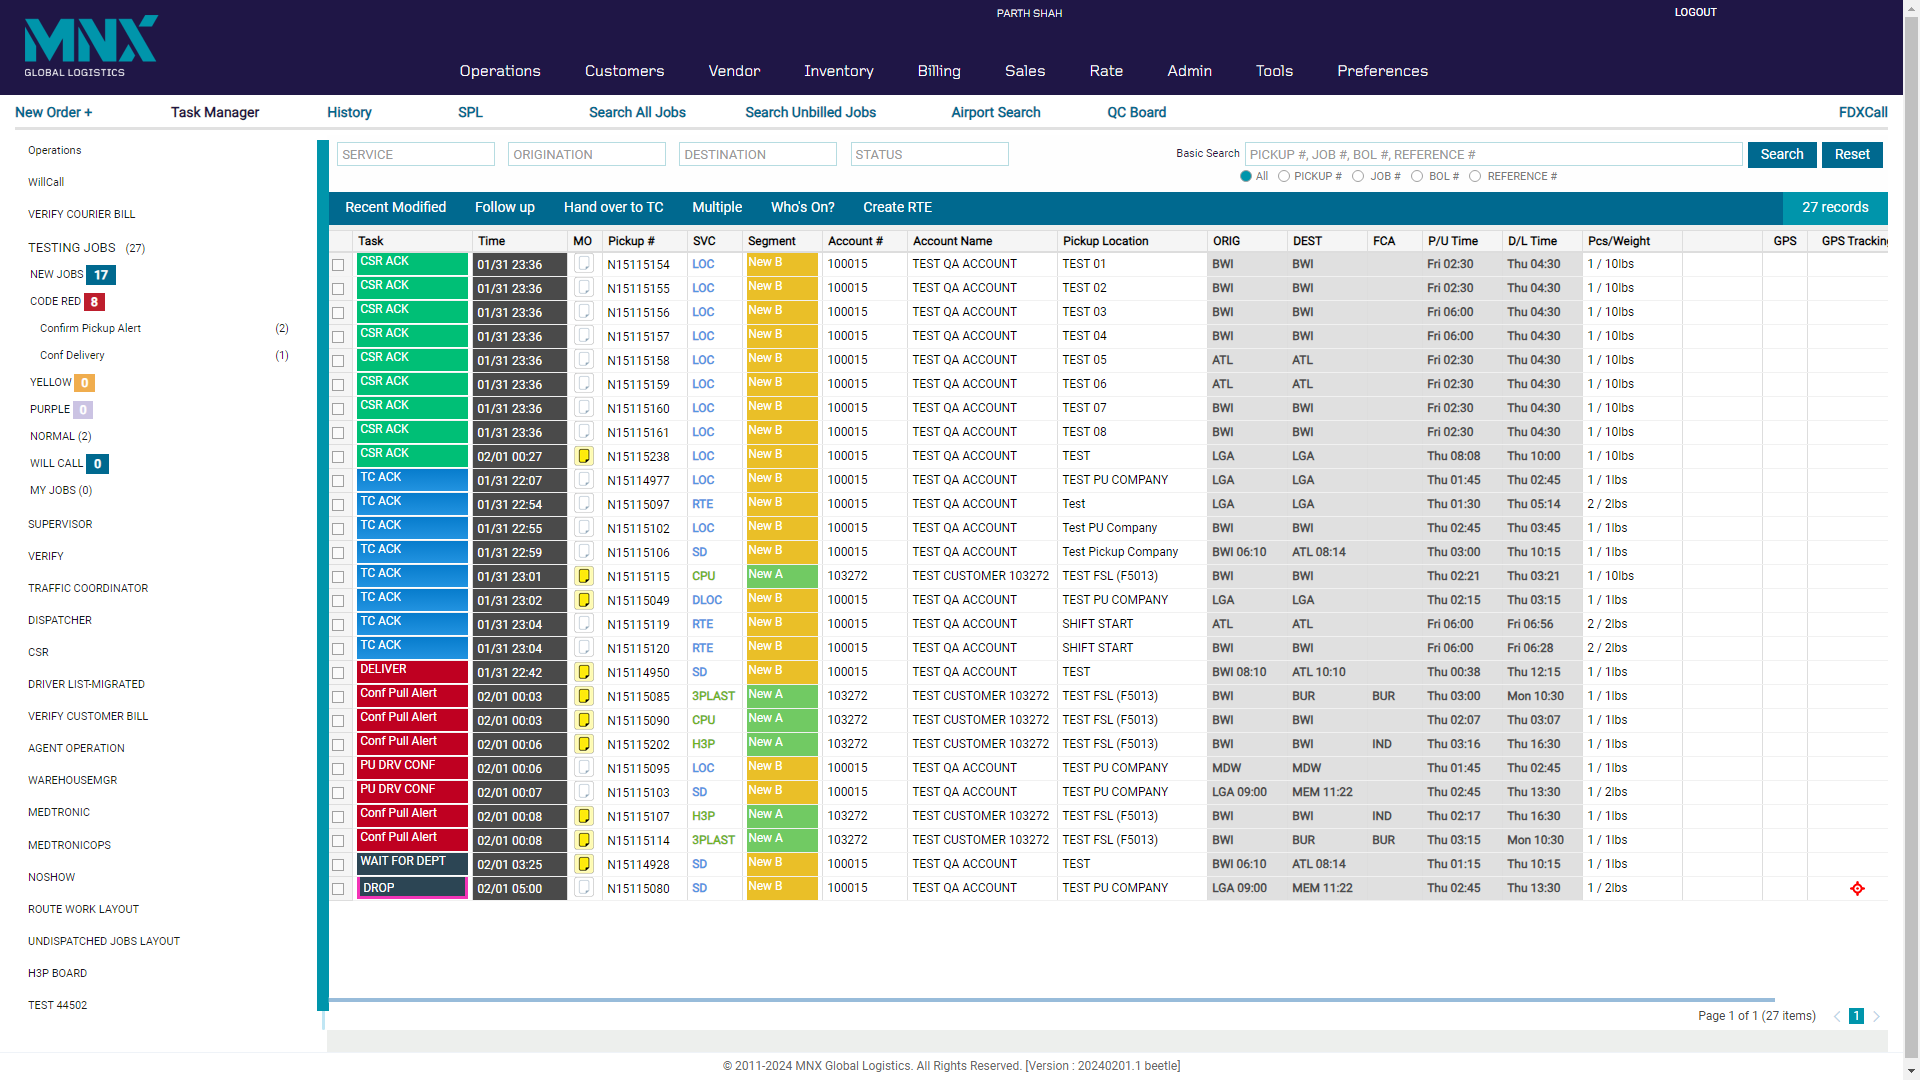 MNX
GLOBAL LOGISTICS
PARTH SHAH
LOGOUT
Operations Customers Vendor Inventory Billing Sales Rate Admin Tools Preferences
New Order + Task Manager History SPL Search All Jobs Search Unbilled Jobs Airport Search QC Board FDXCall
Operations
WillCall
VERIFY COURIER BILL
TESTING JOBS (27)
NEW JOBS 17
CODE RED 8
Confirm Pickup Alert (2)
Conf Delivery (1)
YELLOW 0
PURPLE 0
NORMAL (2)
WILL CALL 0
MY JOBS (0)
SUPERVISOR
VERIFY
TRAFFIC COORDINATOR
DISPATCHER
CSR
DRIVER LIST-MIGRATED
VERIFY CUSTOMER BILL
AGENT OPERATION
WAREHOUSEMGR
MEDTRONIC
MEDTRONICOPS
NOSHOW
ROUTE WORK LAYOUT
UNDISPATCHED JOBS LAYOUT
H3P BOARD
TEST 44502
SERVICE ORIGINATION DESTINATION STATUS Basic Search PICKUP #, JOB #, BOL #, REFERENCE # Search Reset
All PICKUP # JOB # BOL # REFERENCE #
Recent Modified Follow up Hand over to TC Multiple Who's On? Create RTE 27 records
Task Time MO Pickup # SVC Segment Account # Account Name Pickup Location ORIG DEST FCA P/U Time D/L Time Pcs/Weight GPS GPS Tracking
CSR ACK 01/31 23:36 N15115154 LOC New B 100015 TEST QA ACCOUNT TEST 01 BWI BWI Fri 02:30 Thu 04:30 1 / 10lbs
CSR ACK 01/31 23:36 N15115155 LOC New B 100015 TEST QA ACCOUNT TEST 02 BWI BWI Fri 02:30 Thu 04:30 1 / 10lbs
CSR ACK 01/31 23:36 N15115156 LOC New B 100015 TEST QA ACCOUNT TEST 03 BWI BWI Fri 06:00 Thu 04:30 1 / 10lbs
CSR ACK 01/31 23:36 N15115157 LOC New B 100015 TEST QA ACCOUNT TEST 04 BWI BWI Fri 06:00 Thu 04:30 1 / 10lbs
CSR ACK 01/31 23:36 N15115158 LOC New B 100015 TEST QA ACCOUNT TEST 05 ATL ATL Fri 02:30 Thu 04:30 1 / 10lbs
CSR ACK 01/31 23:36 N15115159 LOC New B 100015 TEST QA ACCOUNT TEST 06 ATL ATL Fri 02:30 Thu 04:30 1 / 10lbs
CSR ACK 01/31 23:36 N15115160 LOC New B 100015 TEST QA ACCOUNT TEST 07 BWI BWI Fri 02:30 Thu 04:30 1 / 10lbs
CSR ACK 01/31 23:36 N15115161 LOC New B 100015 TEST QA ACCOUNT TEST 08 BWI BWI Fri 02:30 Thu 04:30 1 / 10lbs
CSR ACK 02/01 00:27 N15115238 LOC New B 100015 TEST QA ACCOUNT TEST LGA LGA Thu 08:08 Thu 10:00 1 / 10lbs
TC ACK 01/31 22:07 N15114977 LOC New B 100015 TEST QA ACCOUNT TEST PU COMPANY LGA LGA Thu 01:45 Thu 02:45 1 / 1lbs
TC ACK 01/31 22:54 N15115097 RTE New B 100015 TEST QA ACCOUNT Test LGA LGA Thu 01:30 Thu 05:14 2 / 2lbs
TC ACK 01/31 22:55 N15115102 LOC New B 100015 TEST QA ACCOUNT Test PU Company BWI BWI Thu 02:45 Thu 03:45 1 / 1lbs
TC ACK 01/31 22:59 N15115106 SD New B 100015 TEST QA ACCOUNT Test Pickup Company BWI 06:10 ATL 08:14 Thu 03:00 Thu 10:15 1 / 1lbs
TC ACK 01/31 23:01 N15115115 CPU New A 103272 TEST CUSTOMER 103272 TEST FSL (F5013) BWI BWI Thu 02:21 Thu 03:21 1 / 10lbs
TC ACK 01/31 23:02 N15115049 DLOC New B 100015 TEST QA ACCOUNT TEST PU COMPANY LGA LGA Thu 02:15 Thu 03:15 1 / 1lbs
TC ACK 01/31 23:04 N15115119 RTE New B 100015 TEST QA ACCOUNT SHIFT START ATL ATL Fri 06:00 Fri 06:56 2 / 2lbs
TC ACK 01/31 23:04 N15115120 RTE New B 100015 TEST QA ACCOUNT SHIFT START BWI BWI Fri 06:00 Fri 06:28 2 / 2lbs
DELIVER 01/31 22:42 N15114950 SD New B 100015 TEST QA ACCOUNT TEST BWI 08:10 ATL 10:10 Thu 00:38 Thu 12:15 1 / 1lbs
Conf Pull Alert 02/01 00:03 N15115085 3PLAST New A 103272 TEST CUSTOMER 103272 TEST FSL (F5013) BWI BUR BUR Thu 03:00 Mon 10:30 1 / 1lbs
Conf Pull Alert 02/01 00:03 N15115090 CPU New A 103272 TEST CUSTOMER 103272 TEST FSL (F5013) BWI BWI Thu 02:07 Thu 03:07 1 / 1lbs
Conf Pull Alert 02/01 00:06 N15115202 H3P New A 103272 TEST CUSTOMER 103272 TEST FSL (F5013) BWI BWI IND Thu 03:16 Thu 16:30 1 / 1lbs
PU DRV CONF 02/01 00:06 N15115095 LOC New B 100015 TEST QA ACCOUNT TEST PU COMPANY MDW MDW Thu 01:45 Thu 02:45 1 / 1lbs
PU DRV CONF 02/01 00:07 N15115103 SD New B 100015 TEST QA ACCOUNT TEST PU COMPANY LGA 09:00 MEM 11:22 Thu 02:45 Thu 13:30 1 / 2lbs
Conf Pull Alert 02/01 00:08 N15115107 H3P New A 103272 TEST CUSTOMER 103272 TEST FSL (F5013) BWI BWI IND Thu 02:17 Thu 16:30 1 / 1lbs
Conf Pull Alert 02/01 00:08 N15115114 3PLAST New A 103272 TEST CUSTOMER 103272 TEST FSL (F5013) BWI BUR BUR Thu 03:15 Mon 10:30 1 / 1lbs
WAIT FOR DEPT 02/01 03:25 N15114928 SD New B 100015 TEST QA ACCOUNT TEST BWI 06:10 ATL 08:14 Thu 01:15 Thu 10:15 1 / 1lbs
DROP 02/01 05:00 N15115080 SD New B 100015 TEST QA ACCOUNT TEST PU COMPANY LGA 09:00 MEM 11:22 Thu 02:45 Thu 13:30 1 / 2lbs
Page 1 of 1 (27 items) 1
© 2011-2024 MNX Global Logistics. All Rights Reserved. [Version : 20240201.1 beetle]